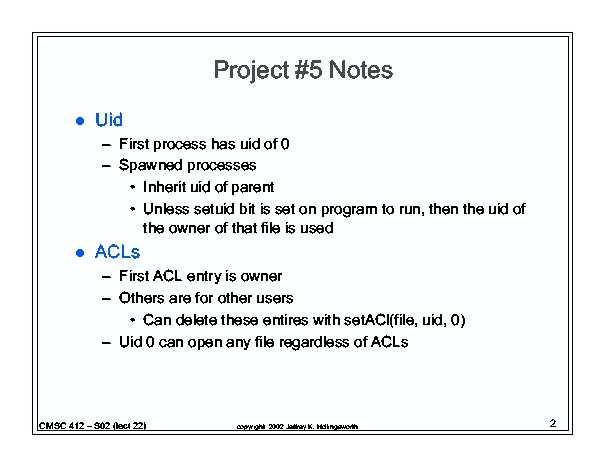 Project #5 Notes
● Uid
– First process has uid of 0
– Spawned processes
• Inherit uid of parent
• Unless setuid bit is set on program to run, then the uid of
the owner of that file is used
● ACLs
– First ACL entry is owner
– Others are for other users
• Can delete these entires with setACl(file, uid, 0)
– Uid 0 can open any file regardless of ACLs
CMSC 412 – S02 (lect 22)
copyright 2002 Jeffrey K. Hollingsworth
2